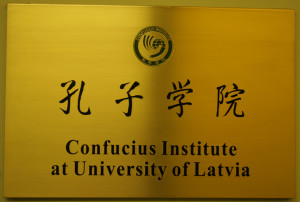 孔子学院
Confucius Institute
at University of Latvia